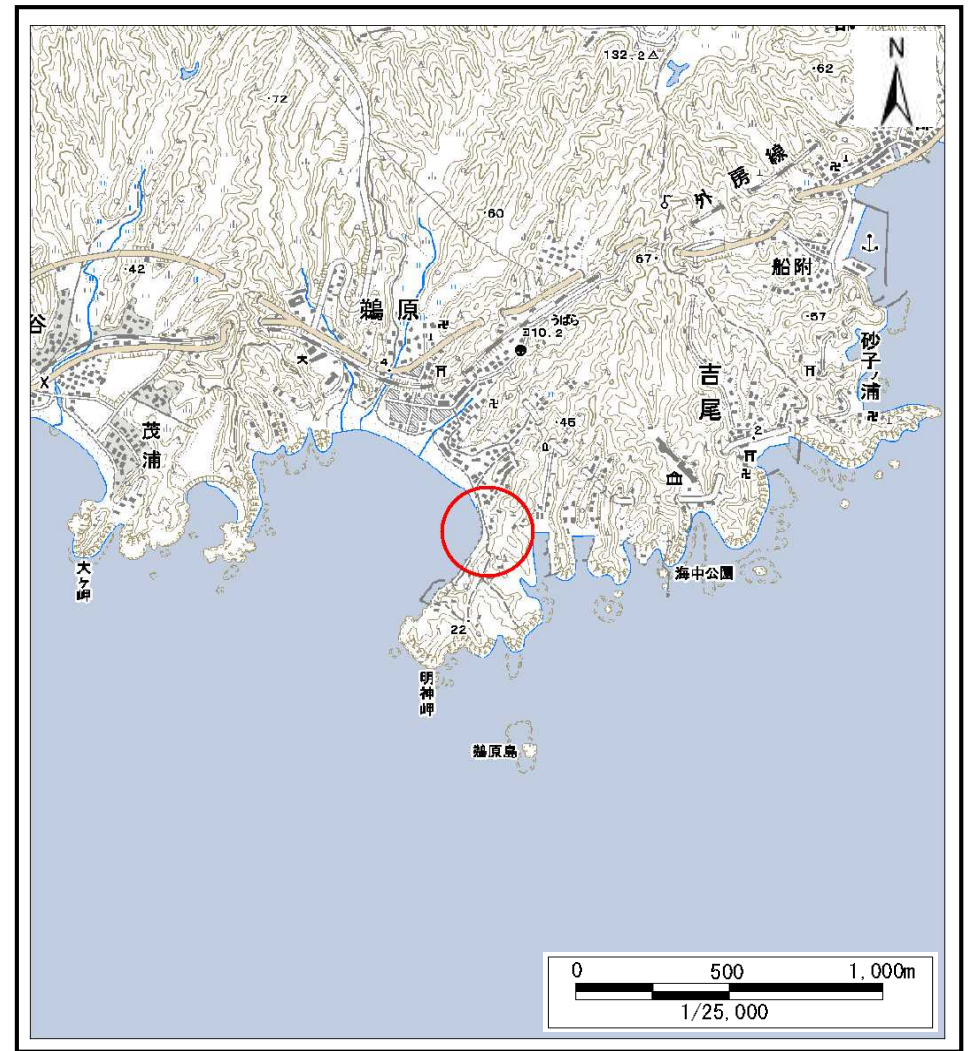 N
132.2
62
72
外房線
60
67
船附
42
鵜原
うばら
10.2
57
谷
4
砂子ノ浦
吉尾
45
2
茂浦
大ケ岬
海中公園
22
明神岬
鵜原島
0 500 1,000m
1/25,000